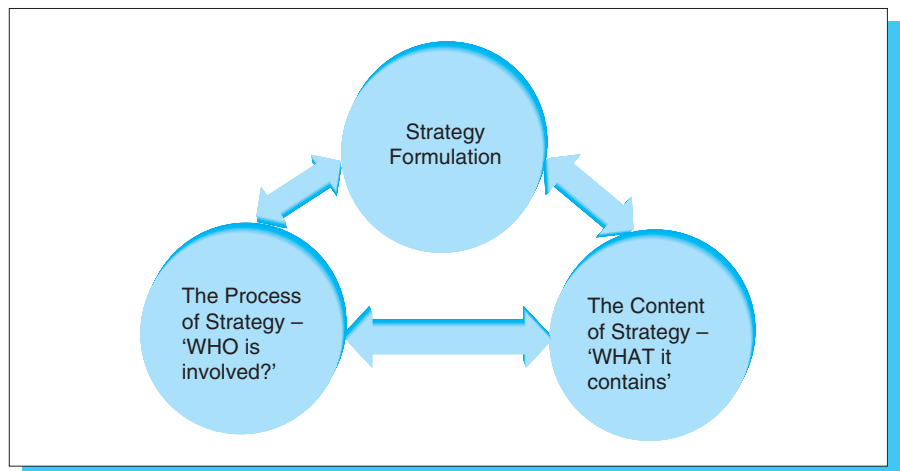 Strategy
Formulation
The Process
of Strategy –
‘WHO is
involved?’
The Content
of Strategy –
‘WHAT it
contains’